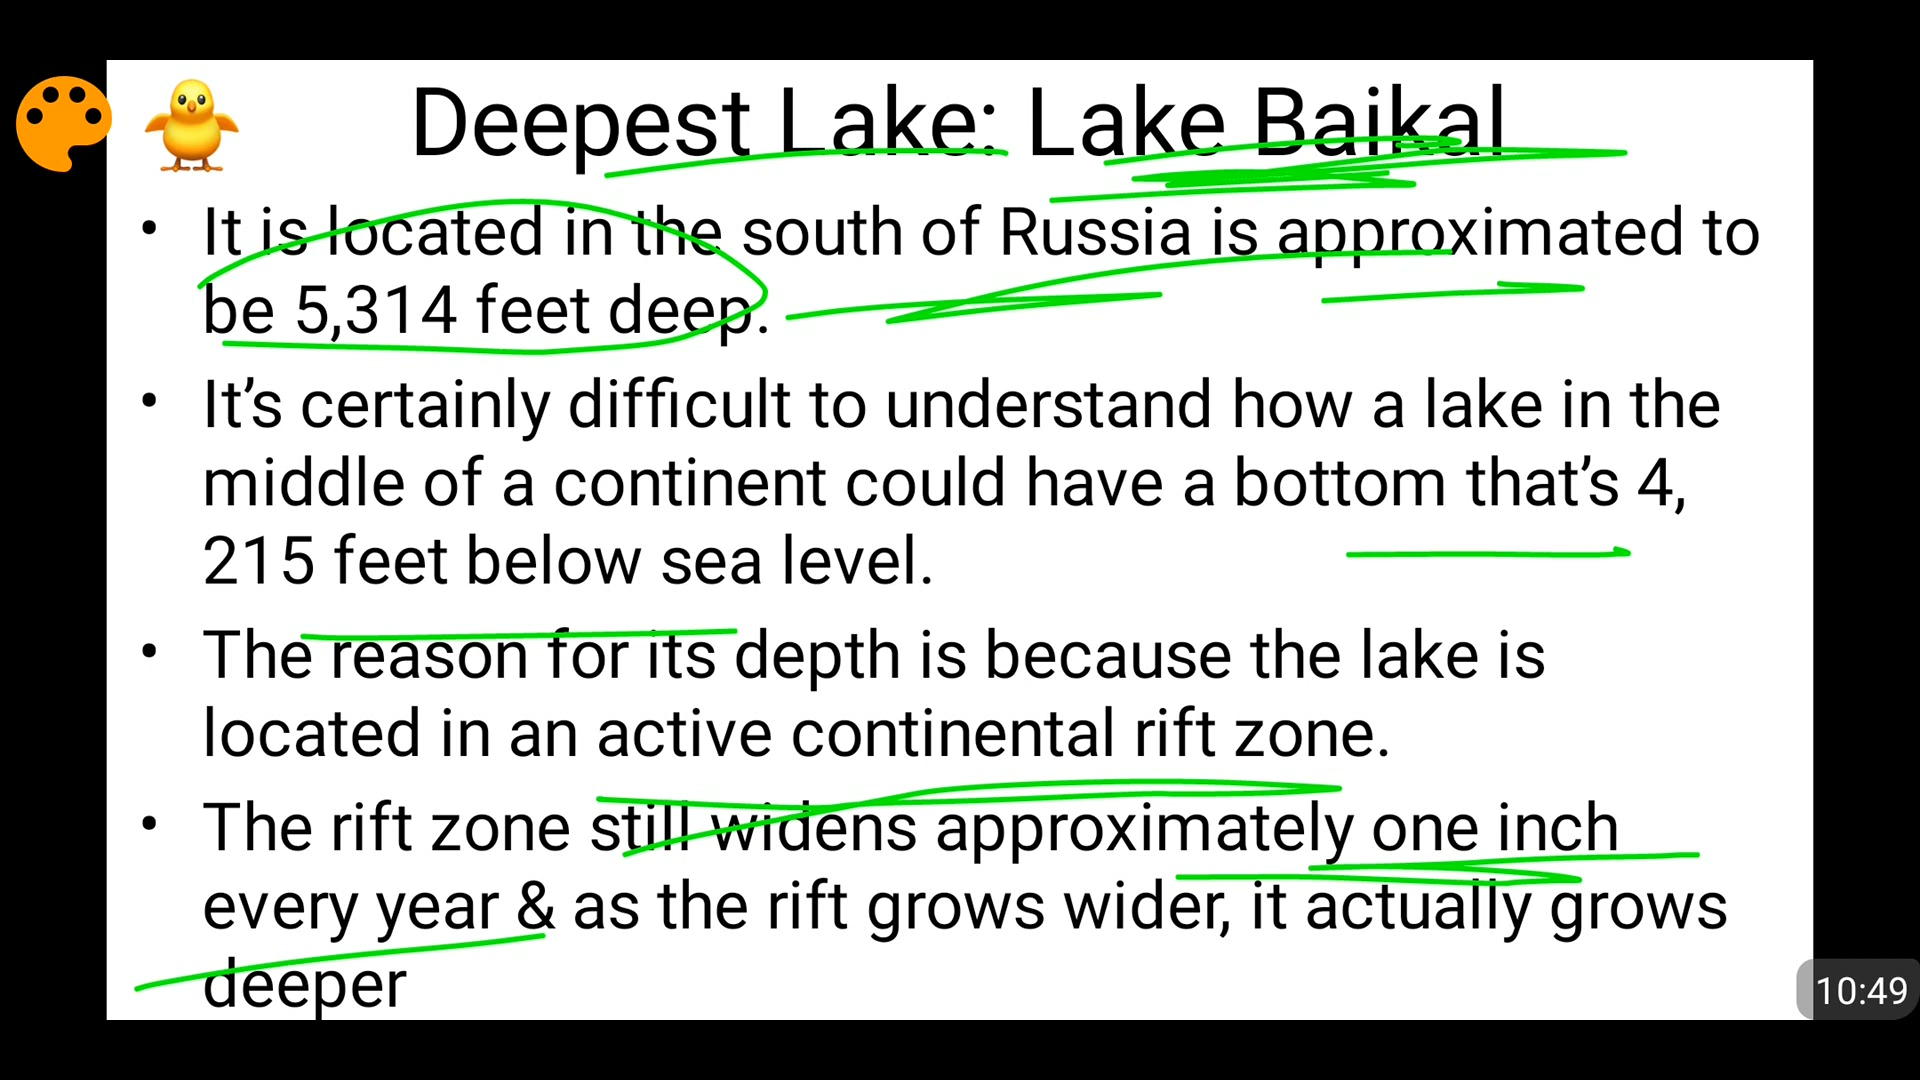 Deepest Lake: Lake Baikal
• It is located in the south of Russia is approximated to
be 5,314 feet deep.
• It’s certainly difficult to understand how a lake in the
middle of a continent could have a bottom that’s 4,
215 feet below sea level.
• The reason for its depth is because the lake is
located in an active continental rift zone.
• The rift zone still widens approximately one inch
every year & as the rift grows wider, it actually grows
deeper
10:49